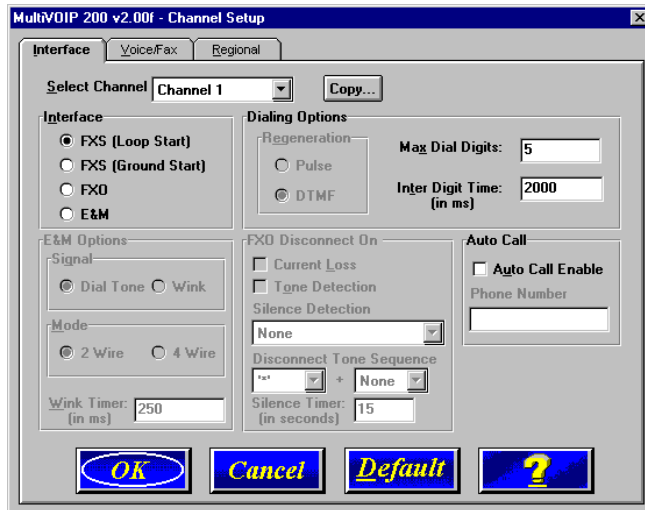 MultiVOIP 200 v2.00f - Channel Setup
Interface
Voice/Fax
Regional
Select Channel
Channel 1
Copy...
Interface
FXS (Loop Start)
FXS (Ground Start)
FXO
E&M
Dialing Options
Regeneration
Pulse
DTMF
Max Dial Digits:
5
Inter Digit Time:
(in ms)
2000
E&M Options
Signal
Dial Tone
Wink
Mode
2 Wire
4 Wire
Wink Timer:
(in ms)
250
FXO Disconnect On
Current Loss
Tone Detection
Silence Detection
None
Disconnect Tone Sequence
'*' + None
Silence Timer:
(in seconds)
15
Auto Call
Auto Call Enable
Phone Number
OK
Cancel
Default
?